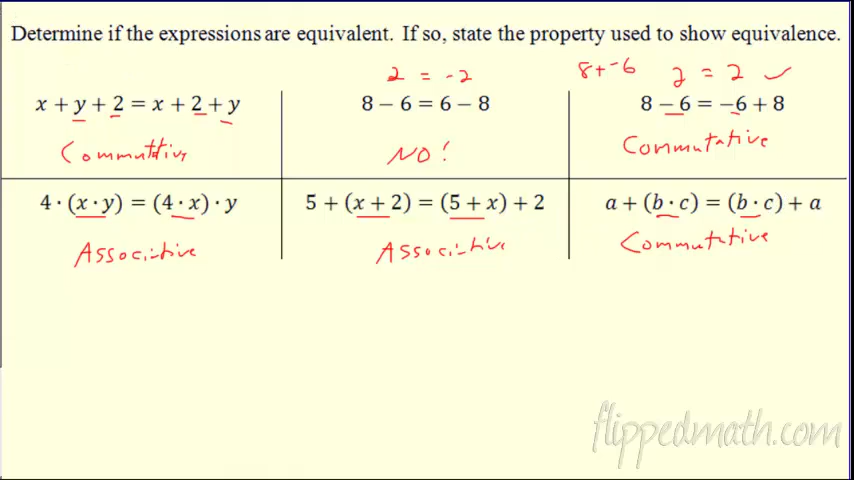 Determine if the expressions are equivalent. If so, state the property used to show equivalence.
2 = -2
8+-6 2 = 2 ✓
x + y + 2 = x + 2 + y
8 − 6 = 6 − 8
8 − 6 = −6 + 8
Commuttive
NO!
Commutative
4 · (x · y) = (4 · x) · y
5 + (x + 2) = (5 + x) + 2
a + (b · c) = (b · c) + a
Associative
Associative
Commutative
flippedmath.com